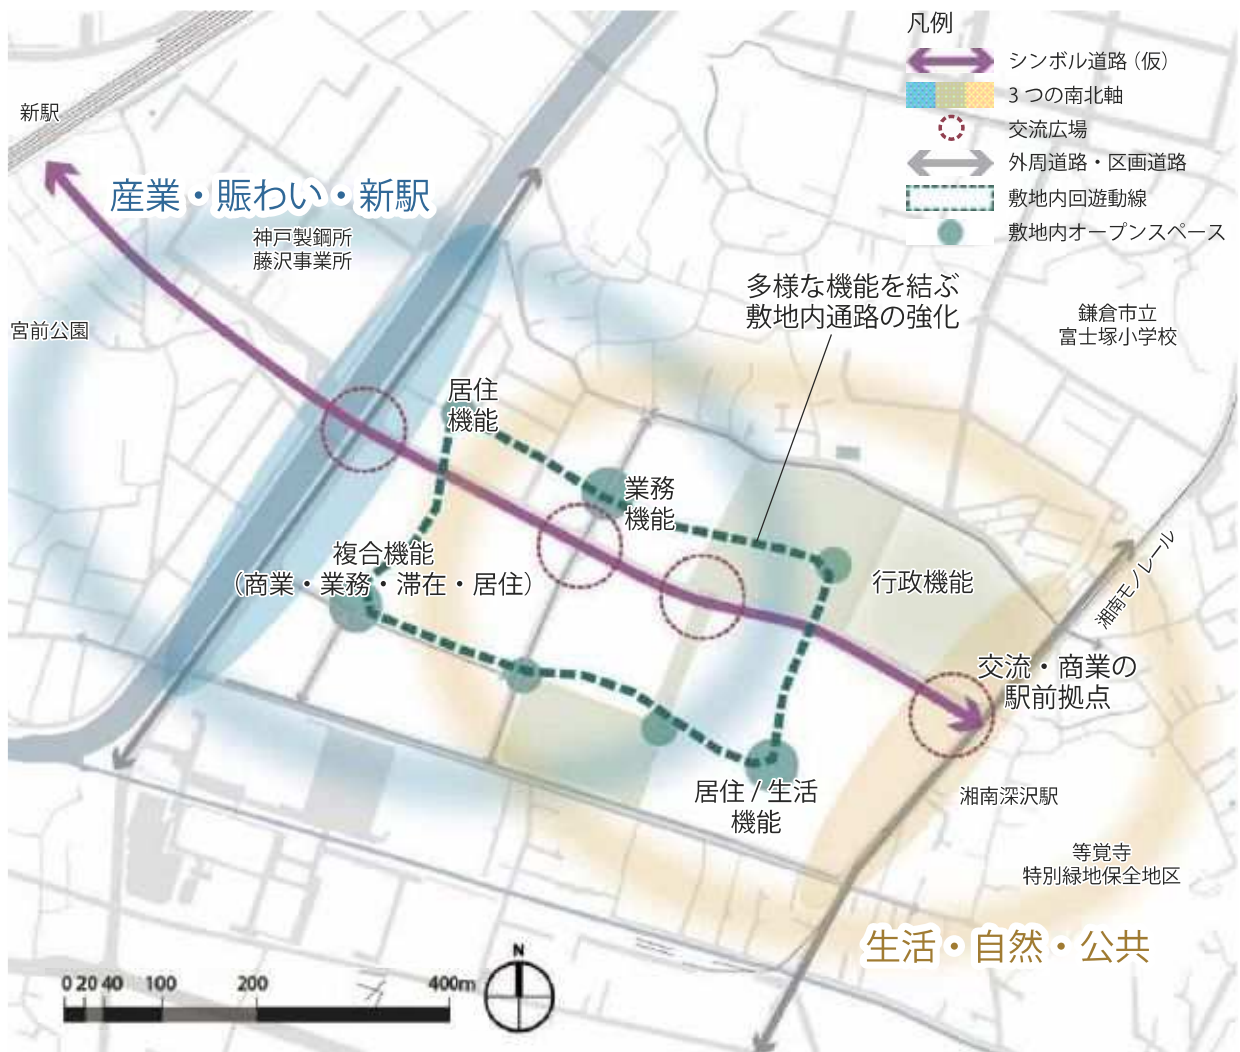 凡例
シンボル道路（仮）
3つの南北軸
交流広場
外周道路・区画道路
敷地内回遊動線
敷地内オープンスペース
新駅
産業・賑わい・新駅
神戸製鋼所
藤沢事業所
宮前公園
多様な機能を結ぶ
敷地内通路の強化
鎌倉市立
富士塚小学校
居住
機能
業務
機能
複合機能
（商業・業務・滞在・居住）
行政機能
湘南モノレール
交流・商業の
駅前拠点
居住 / 生活
機能
湘南深沢駅
等覚寺
特別緑地保全地区
生活・自然・公共
N
0 20 40 100 200 400m